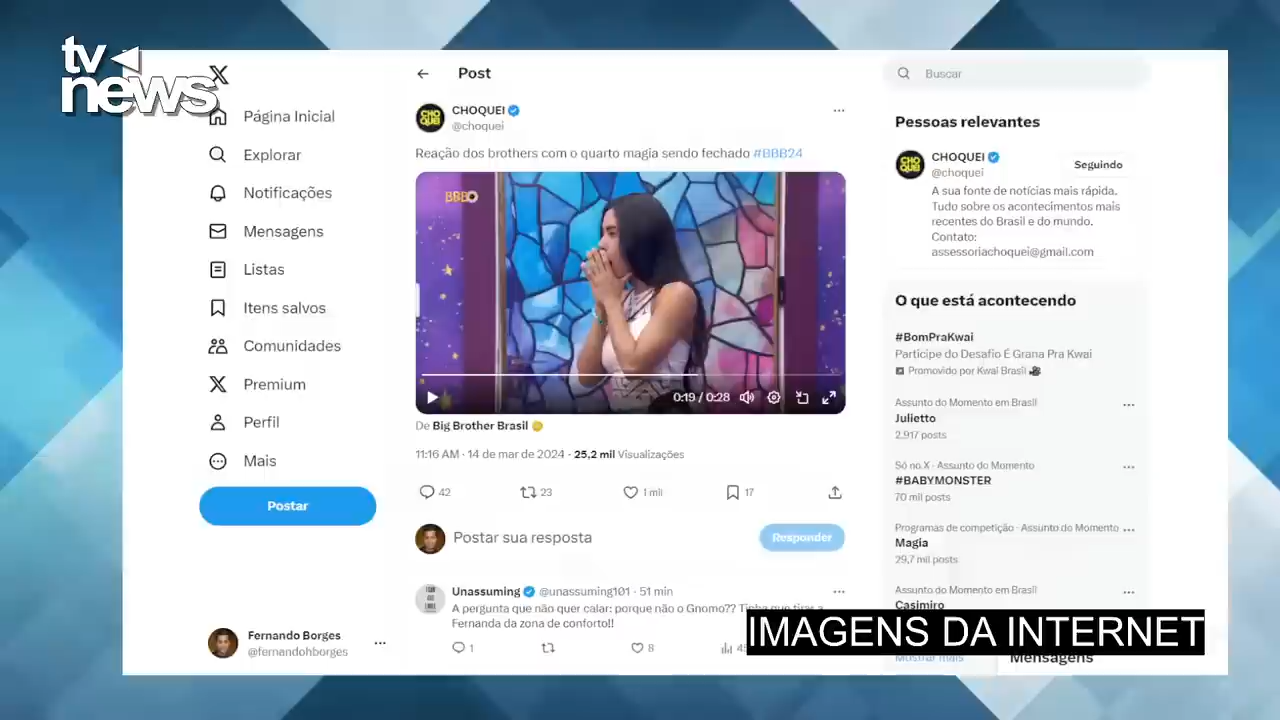 tv
news
Página Inicial
Explorar
Notificações
Mensagens
Listas
Itens salvos
Comunidades
Premium
Perfil
Mais
Postar
Fernando Borges
@fernandohborges
Post
CHOQUEI
@choquei
Reação dos brothers com o quarto magia sendo fechado #BBB24
BBB
0:19 / 0:28
De Big Brother Brasil
11:16 AM · 14 de mar de 2024 · 25,2 mil Visualizações
42 23 1 mil 17
Postar sua resposta
Responder
Unassuming @unassuming101 · 51 min
A pergunta que não quer calar: porque não o Gnomo?? Tinha que tirar a
Fernanda da zona de conforto!!
1 8
Buscar
Pessoas relevantes
CHOQUEI
@choquei
Seguindo
A sua fonte de notícias mais rápida.
Tudo sobre os acontecimentos mais
recentes do Brasil e do mundo.
Contato:
assessoriachoquei@gmail.com
O que está acontecendo
#BomPraKwai
Participe do Desafio É Grana Pra Kwai
Promovido por Kwai Brasil
Assunto do Momento em Brasil
Julietto
2.917 posts
Só no X · Assunto do Momento
#BABYMONSTER
70 mil posts
Programas de competição · Assunto do Momento
Magia
29,7 mil posts
Assunto do Momento em Brasil
Casimiro
Mostrar mais
Mensagens
IMAGENS DA INTERNET